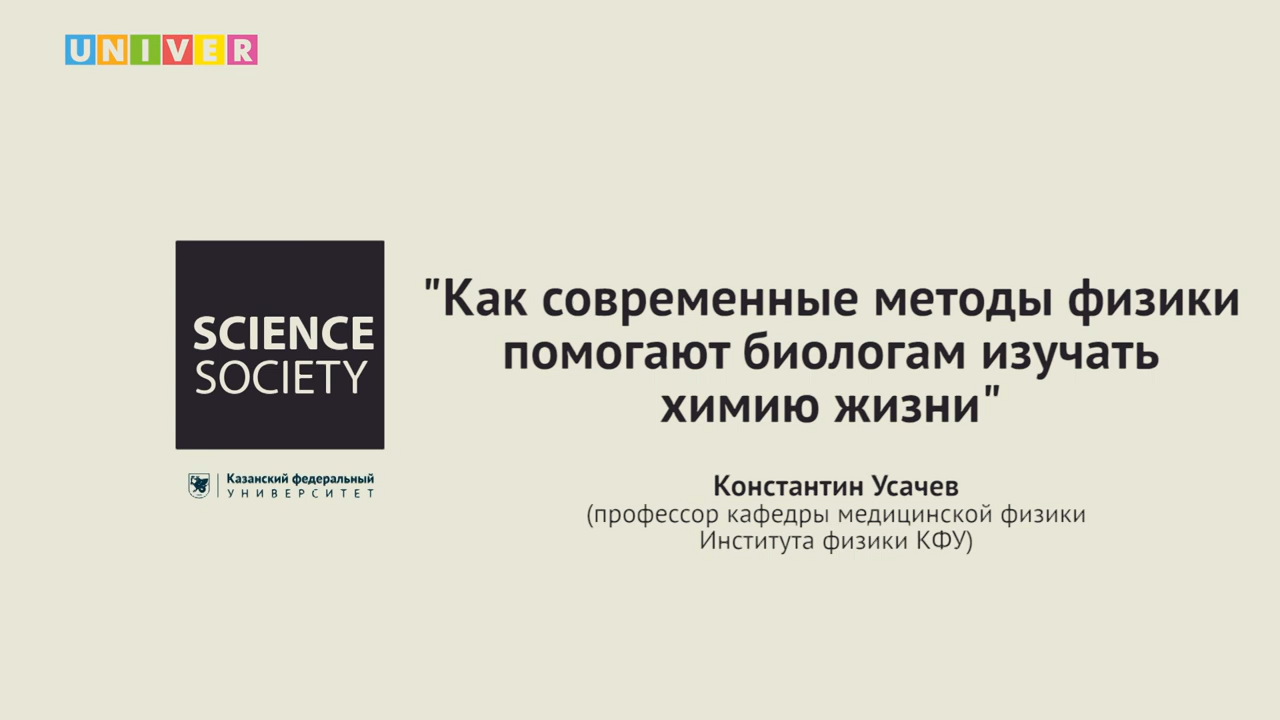 UNIVER
SCIENCE
SOCIETY
Казанский федеральный
УНИВЕРСИТЕТ
"Как современные методы физики
помогают биологам изучать
химию жизни"
Константин Усачев
(профессор кафедры медицинской физики
Института физики КФУ)